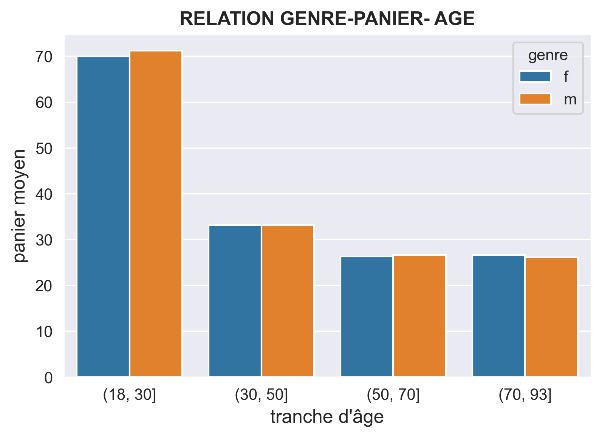 RELATION GENRE-PANIER- AGE
genre
f
m
panier moyen
70
60
50
40
30
20
10
0
(18, 30]
(30, 50]
(50, 70]
(70, 93]
tranche d'âge